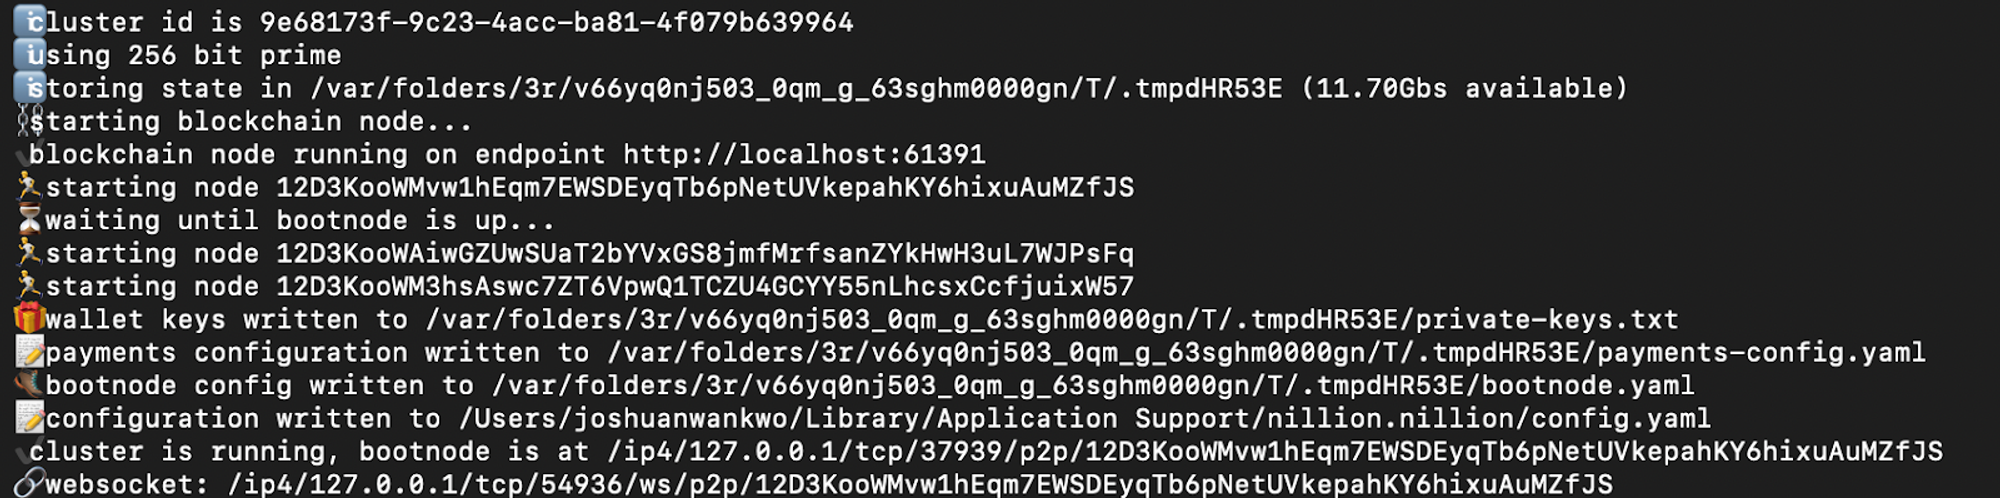 ℹ️cluster id is 9e68173f-9c23-4acc-ba81-4f079b639964
ℹ️using 256 bit prime
ℹ️storing state in /var/folders/3r/v66yq0nj503_0qm_g_63sghm0000gn/T/.tmpdHR53E (11.70Gbs available)
⛓️starting blockchain node...
✔️blockchain node running on endpoint http://localhost:61391
🏃starting node 12D3KooWMvw1hEqm7EWSDEyqTb6pNetUVkepahKY6hixuAuMZfJS
⏳waiting until bootnode is up...
🏃starting node 12D3KooWAiwGZUwSUaT2bYVxGS8jmfMrfsanZYkHwH3uL7WJPsFq
🏃starting node 12D3KooWM3hsAswc7ZT6VpwQ1TCZU4GCYY55nLhcsxCcfjuixW57
🎁wallet keys written to /var/folders/3r/v66yq0nj503_0qm_g_63sghm0000gn/T/.tmpdHR53E/private-keys.txt
📝payments configuration written to /var/folders/3r/v66yq0nj503_0qm_g_63sghm0000gn/T/.tmpdHR53E/payments-config.yaml
🥾bootnode config written to /var/folders/3r/v66yq0nj503_0qm_g_63sghm0000gn/T/.tmpdHR53E/bootnode.yaml
📝configuration written to /Users/joshuanwankwo/Library/Application Support/nillion.nillion/config.yaml
✔️cluster is running, bootnode is at /ip4/127.0.0.1/tcp/37939/p2p/12D3KooWMvw1hEqm7EWSDEyqTb6pNetUVkepahKY6hixuAuMZfJS
🔗websocket: /ip4/127.0.0.1/tcp/54936/ws/p2p/12D3KooWMvw1hEqm7EWSDEyqTb6pNetUVkepahKY6hixuAuMZfJS